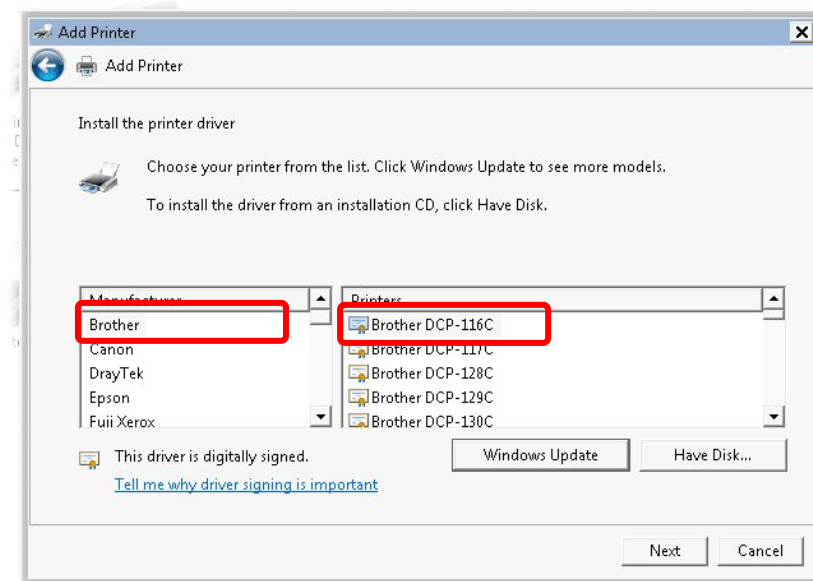 Add Printer
Add Printer
Install the printer driver
Choose your printer from the list. Click Windows Update to see more models.
To install the driver from an installation CD, click Have Disk.
Manufacturer Printers
Brother Brother DCP-116C
Canon Brother DCP-117C
DrayTek Brother DCP-128C
Epson Brother DCP-129C
Fuji Xerox Brother DCP-130C
This driver is digitally signed. Windows Update Have Disk...
Tell me why driver signing is important
Next Cancel